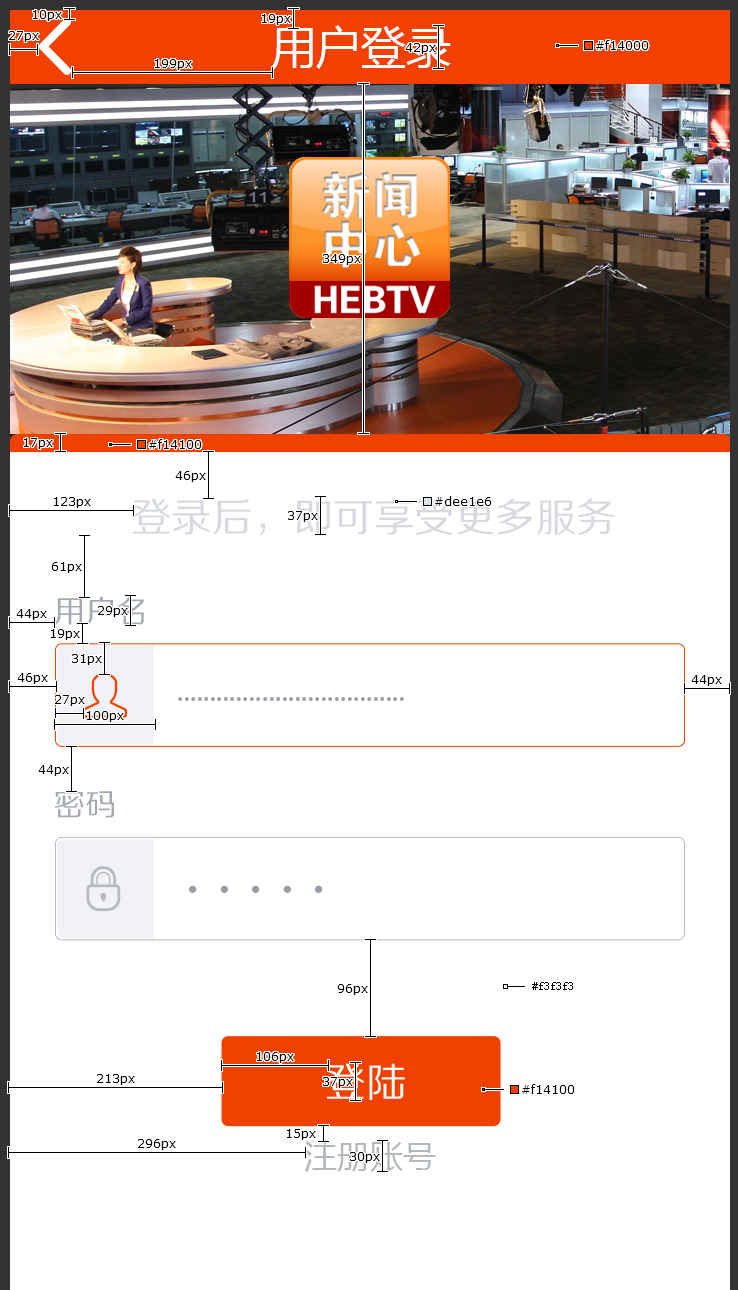 10px
19px
27px
用户登录
42px
#f14000
199px
11
新闻
中心
349px
HEBTV
17px
#f14100
46px
#dee1e6
123px
登录后，即可享受更多服务
37px
61px
44px
用户名
29px
19px
31px
46px
44px
27px
100px
44px
密码
96px
#f3f3f3
106px
213px
登陆
37px
#f14100
15px
296px
注册账号
30px